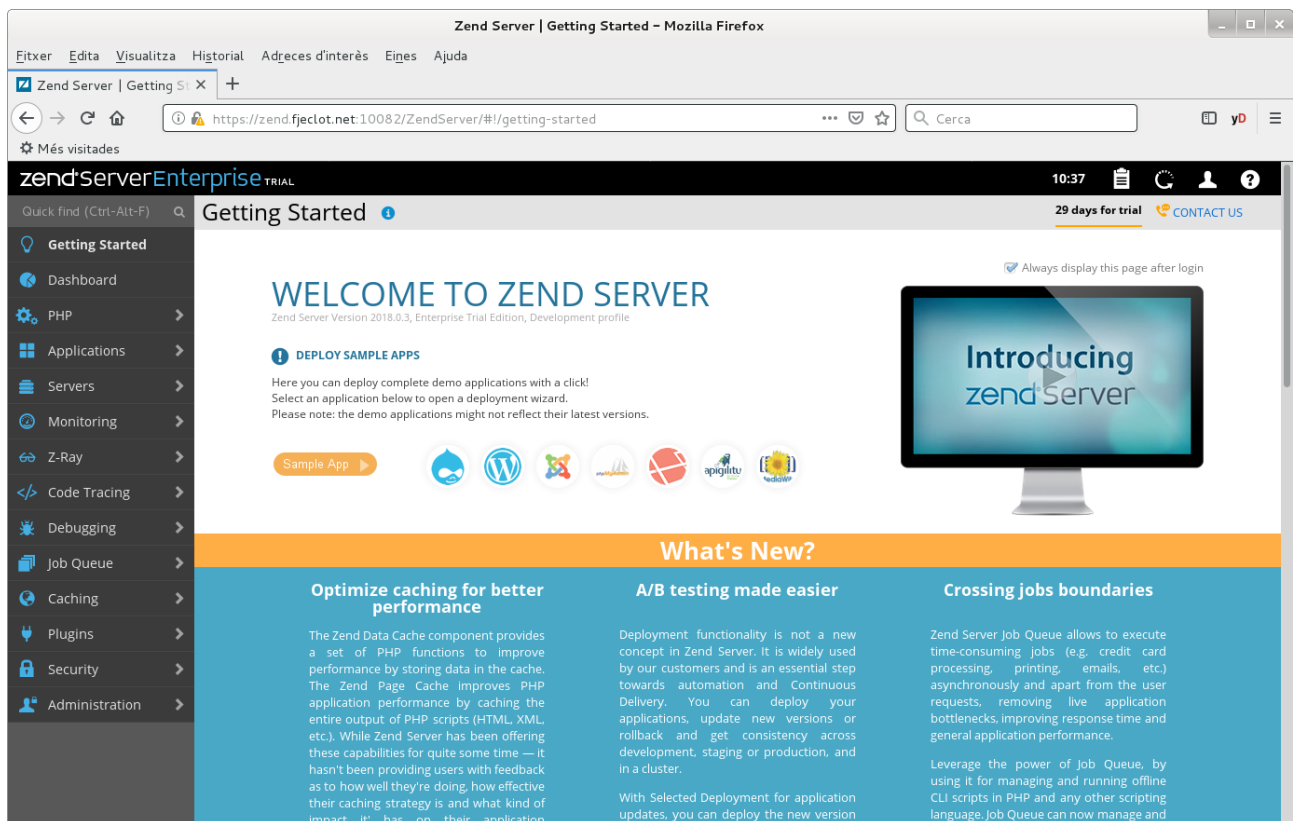 Zend Server | Getting Started - Mozilla Firefox
Fitxer Edita Visualitza Historial Adreces d'interès Eines Ajuda
Zend Server | Getting St
https://zend.fjeclot.net:10082/ZendServer/#!/getting-started
Cerca
yD
Més visitades
zend Server Enterprise TRIAL
10:37
Quick find (Ctrl-Alt-F)
Getting Started
29 days for trial
CONTACT US
Getting Started
Dashboard
PHP
Applications
Servers
Monitoring
Z-Ray
Code Tracing
Debugging
Job Queue
Caching
Plugins
Security
Administration
Always display this page after login
WELCOME TO ZEND SERVER
Zend Server Version 2018.0.3, Enterprise Trial Edition, Development profile
DEPLOY SAMPLE APPS
Here you can deploy complete demo applications with a click!
Select an application below to open a deployment wizard.
Please note: the demo applications might not reflect their latest versions.
Sample App
apigility
Introducing
zend Server
What's New?
Optimize caching for better
performance
The Zend Data Cache component provides
a set of PHP functions to improve
performance by storing data in the cache.
The Zend Page Cache improves PHP
application performance by caching the
entire output of PHP scripts (HTML, XML,
etc.). While Zend Server has been offering
these capabilities for quite some time — it
hasn't been providing users with feedback
as to how well they're doing, how effective
their caching strategy is and what kind of
impact it' has on their application
A/B testing made easier
Deployment functionality is not a new
concept in Zend Server. It is widely used
by our customers and is an essential step
towards automation and Continuous
Delivery. You can deploy your
applications, update new versions or
rollback and get consistency across
development, staging or production, and
in a cluster.
With Selected Deployment for application
updates, you can deploy the new version
Crossing jobs boundaries
Zend Server Job Queue allows to execute
time-consuming jobs (e.g. credit card
processing, printing, emails, etc.)
asynchronously and apart from the user
requests, removing live application
bottlenecks, improving response time and
general application performance.
Leverage the power of Job Queue, by
using it for managing and running offline
CLI scripts in PHP and any other scripting
language. Job Queue can now manage and